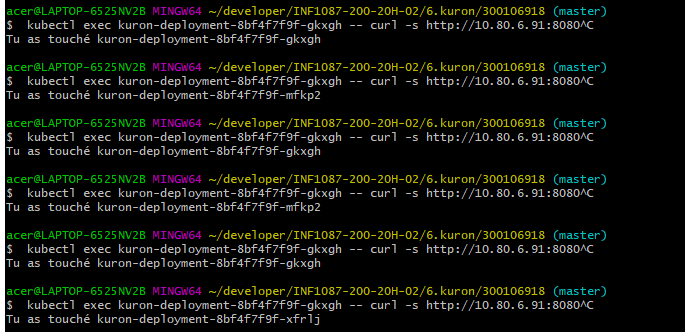 acer@LAPTOP-6525NV2B MINGW64 ~/developer/INF1087-200-20H-02/6.kuron/300106918 (master)
$  kubectl exec kuron-deployment-8bf4f7f9f-gkxgh -- curl -s http://10.80.6.91:8080^C
Tu as touché kuron-deployment-8bf4f7f9f-gkxgh
acer@LAPTOP-6525NV2B MINGW64 ~/developer/INF1087-200-20H-02/6.kuron/300106918 (master)
$  kubectl exec kuron-deployment-8bf4f7f9f-gkxgh -- curl -s http://10.80.6.91:8080^C
Tu as touché kuron-deployment-8bf4f7f9f-mfkp2
acer@LAPTOP-6525NV2B MINGW64 ~/developer/INF1087-200-20H-02/6.kuron/300106918 (master)
$  kubectl exec kuron-deployment-8bf4f7f9f-gkxgh -- curl -s http://10.80.6.91:8080^C
Tu as touché kuron-deployment-8bf4f7f9f-gkxgh
acer@LAPTOP-6525NV2B MINGW64 ~/developer/INF1087-200-20H-02/6.kuron/300106918 (master)
$  kubectl exec kuron-deployment-8bf4f7f9f-gkxgh -- curl -s http://10.80.6.91:8080^C
Tu as touché kuron-deployment-8bf4f7f9f-mfkp2
acer@LAPTOP-6525NV2B MINGW64 ~/developer/INF1087-200-20H-02/6.kuron/300106918 (master)
$  kubectl exec kuron-deployment-8bf4f7f9f-gkxgh -- curl -s http://10.80.6.91:8080^C
Tu as touché kuron-deployment-8bf4f7f9f-gkxgh
acer@LAPTOP-6525NV2B MINGW64 ~/developer/INF1087-200-20H-02/6.kuron/300106918 (master)
$  kubectl exec kuron-deployment-8bf4f7f9f-gkxgh -- curl -s http://10.80.6.91:8080^C
Tu as touché kuron-deployment-8bf4f7f9f-xfrlj